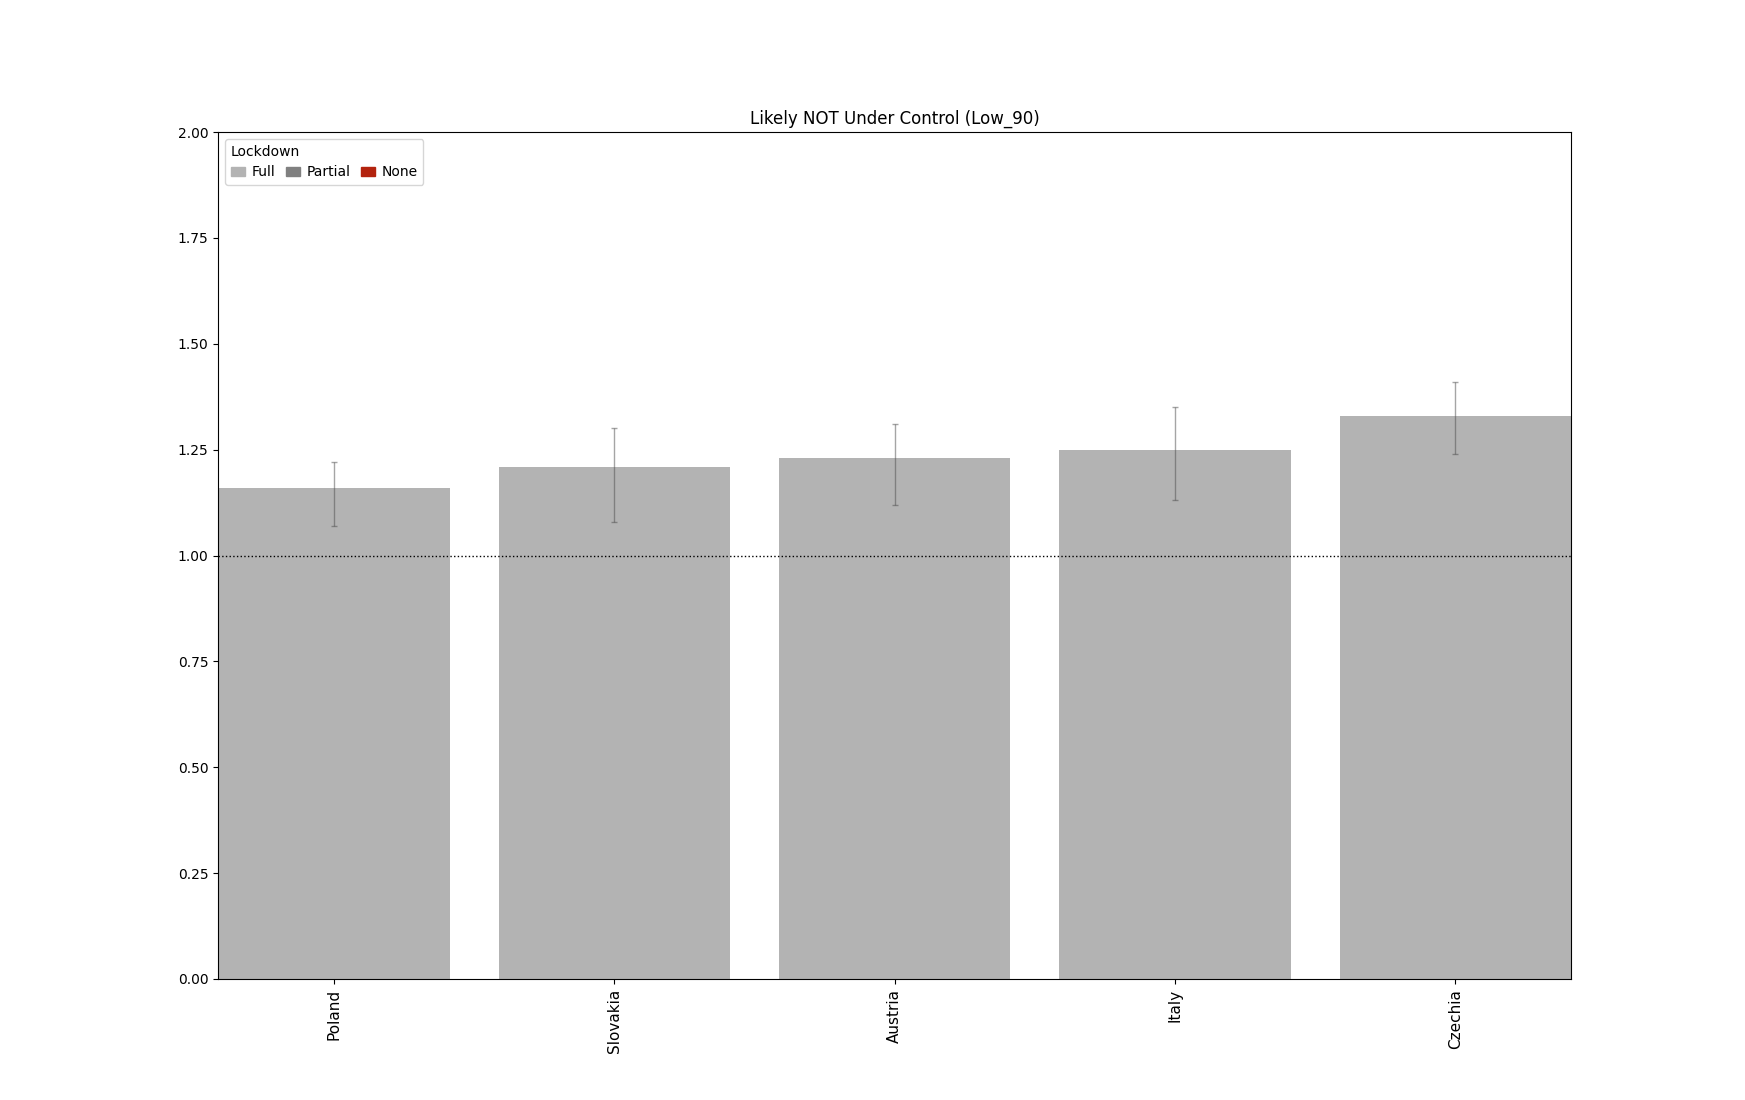 Likely NOT Under Control (Low_90)
2.00
Lockdown
Full Partial None
1.75
1.50
1.25
1.00
0.75
0.50
0.25
0.00
Poland Slovakia Austria Italy Czechia